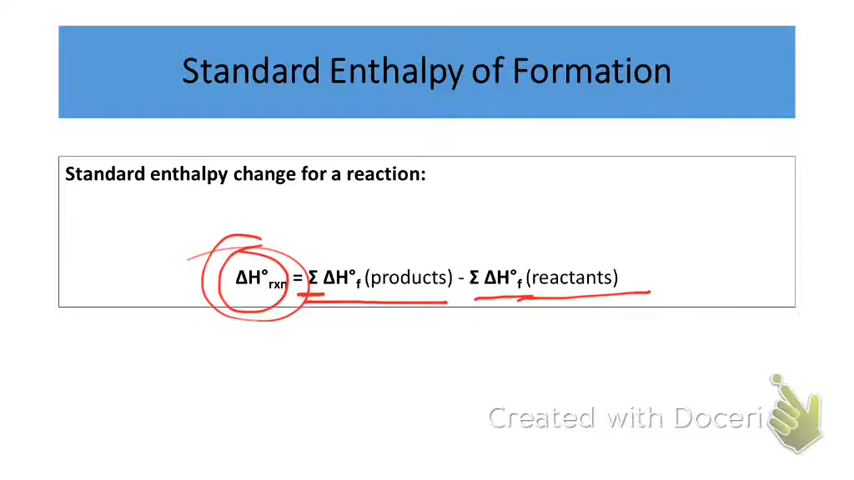 Standard Enthalpy of Formation
Standard enthalpy change for a reaction:
ΔH°rxn = Σ ΔH°f (products) - Σ ΔH°f (reactants)
Created with Doceri